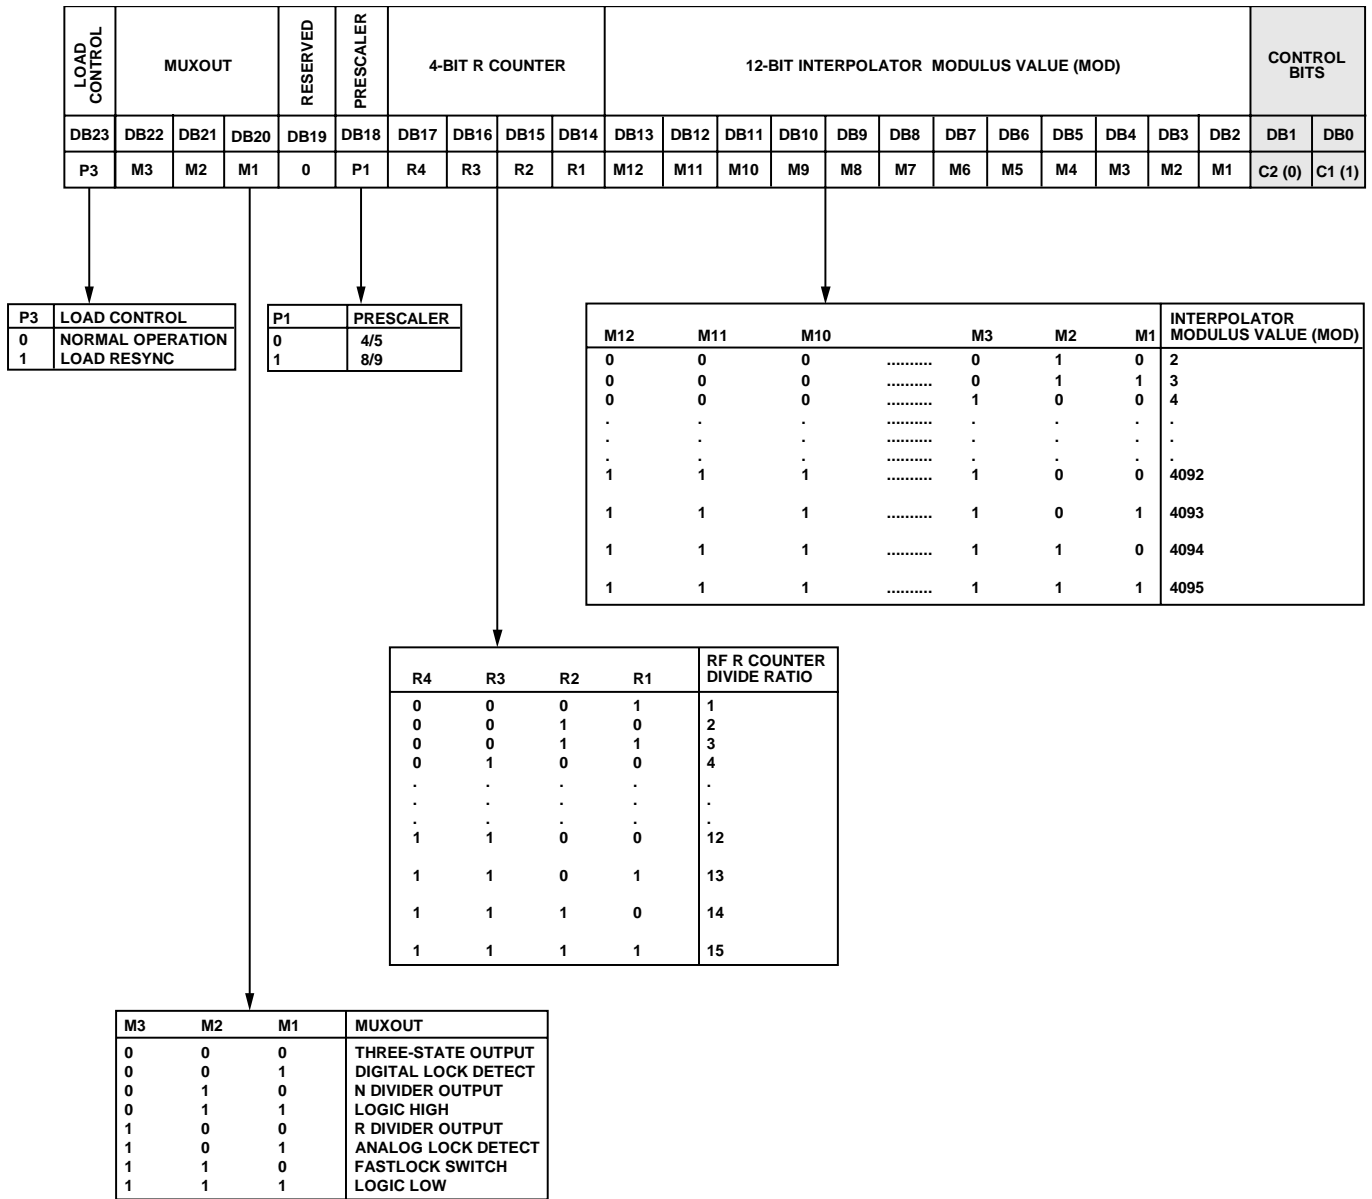 LOAD CONTROL MUXOUT RESERVED PRESCALER 4-BIT R COUNTER 12-BIT INTERPOLATOR MODULUS VALUE (MOD) CONTROL BITS
DB23 DB22 DB21 DB20 DB19 DB18 DB17 DB16 DB15 DB14 DB13 DB12 DB11 DB10 DB9 DB8 DB7 DB6 DB5 DB4 DB3 DB2 DB1 DB0
P3 M3 M2 M1 0 P1 R4 R3 R2 R1 M12 M11 M10 M9 M8 M7 M6 M5 M4 M3 M2 M1 C2 (0) C1 (1)
P3 LOAD CONTROL
0 NORMAL OPERATION
1 LOAD RESYNC
P1 PRESCALER
0 4/5
1 8/9
M12 M11 M10 M3 M2 M1 INTERPOLATOR MODULUS VALUE (MOD)
0 0 0 .......... 0 1 0 2
0 0 0 .......... 0 1 1 3
0 0 0 .......... 1 0 0 4
. . . .......... . . . .
. . . .......... . . . .
. . . .......... . . . .
1 1 1 .......... 1 0 0 4092
1 1 1 .......... 1 0 1 4093
1 1 1 .......... 1 1 0 4094
1 1 1 .......... 1 1 1 4095
R4 R3 R2 R1 RF R COUNTER DIVIDE RATIO
0 0 0 1 1
0 0 1 0 2
0 0 1 1 3
0 1 0 0 4
. . . . .
. . . . .
. . . . .
1 1 0 0 12
1 1 0 1 13
1 1 1 0 14
1 1 1 1 15
M3 M2 M1 MUXOUT
0 0 0 THREE-STATE OUTPUT
0 0 1 DIGITAL LOCK DETECT
0 1 0 N DIVIDER OUTPUT
0 1 1 LOGIC HIGH
1 0 0 R DIVIDER OUTPUT
1 0 1 ANALOG LOCK DETECT
1 1 0 FASTLOCK SWITCH
1 1 1 LOGIC LOW